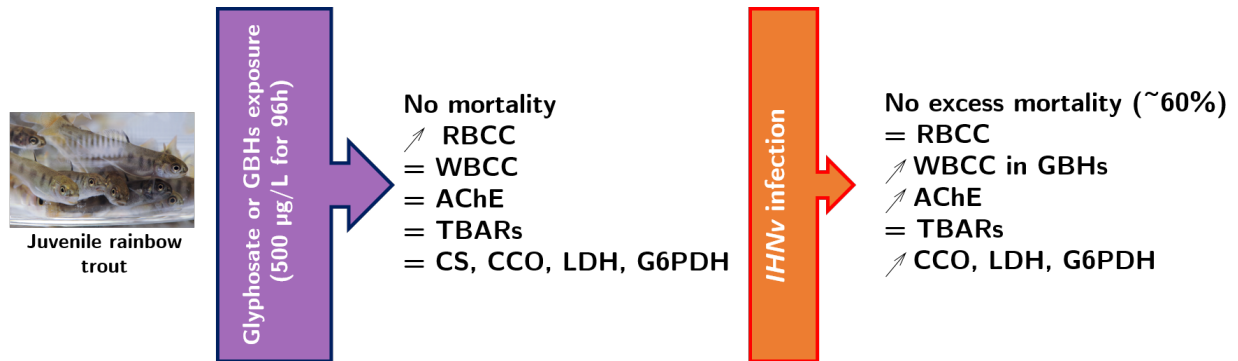 Juvenile rainbow
trout
Glyphosate or GBHs exposure
(500 µg/L for 96h)
No mortality
↗ RBCC
= WBCC
= AChE
= TBARs
= CS, CCO, LDH, G6PDH
IHNv infection
No excess mortality (~60%)
= RBCC
↗ WBCC in GBHs
↗ AChE
= TBARs
↗ CCO, LDH, G6PDH